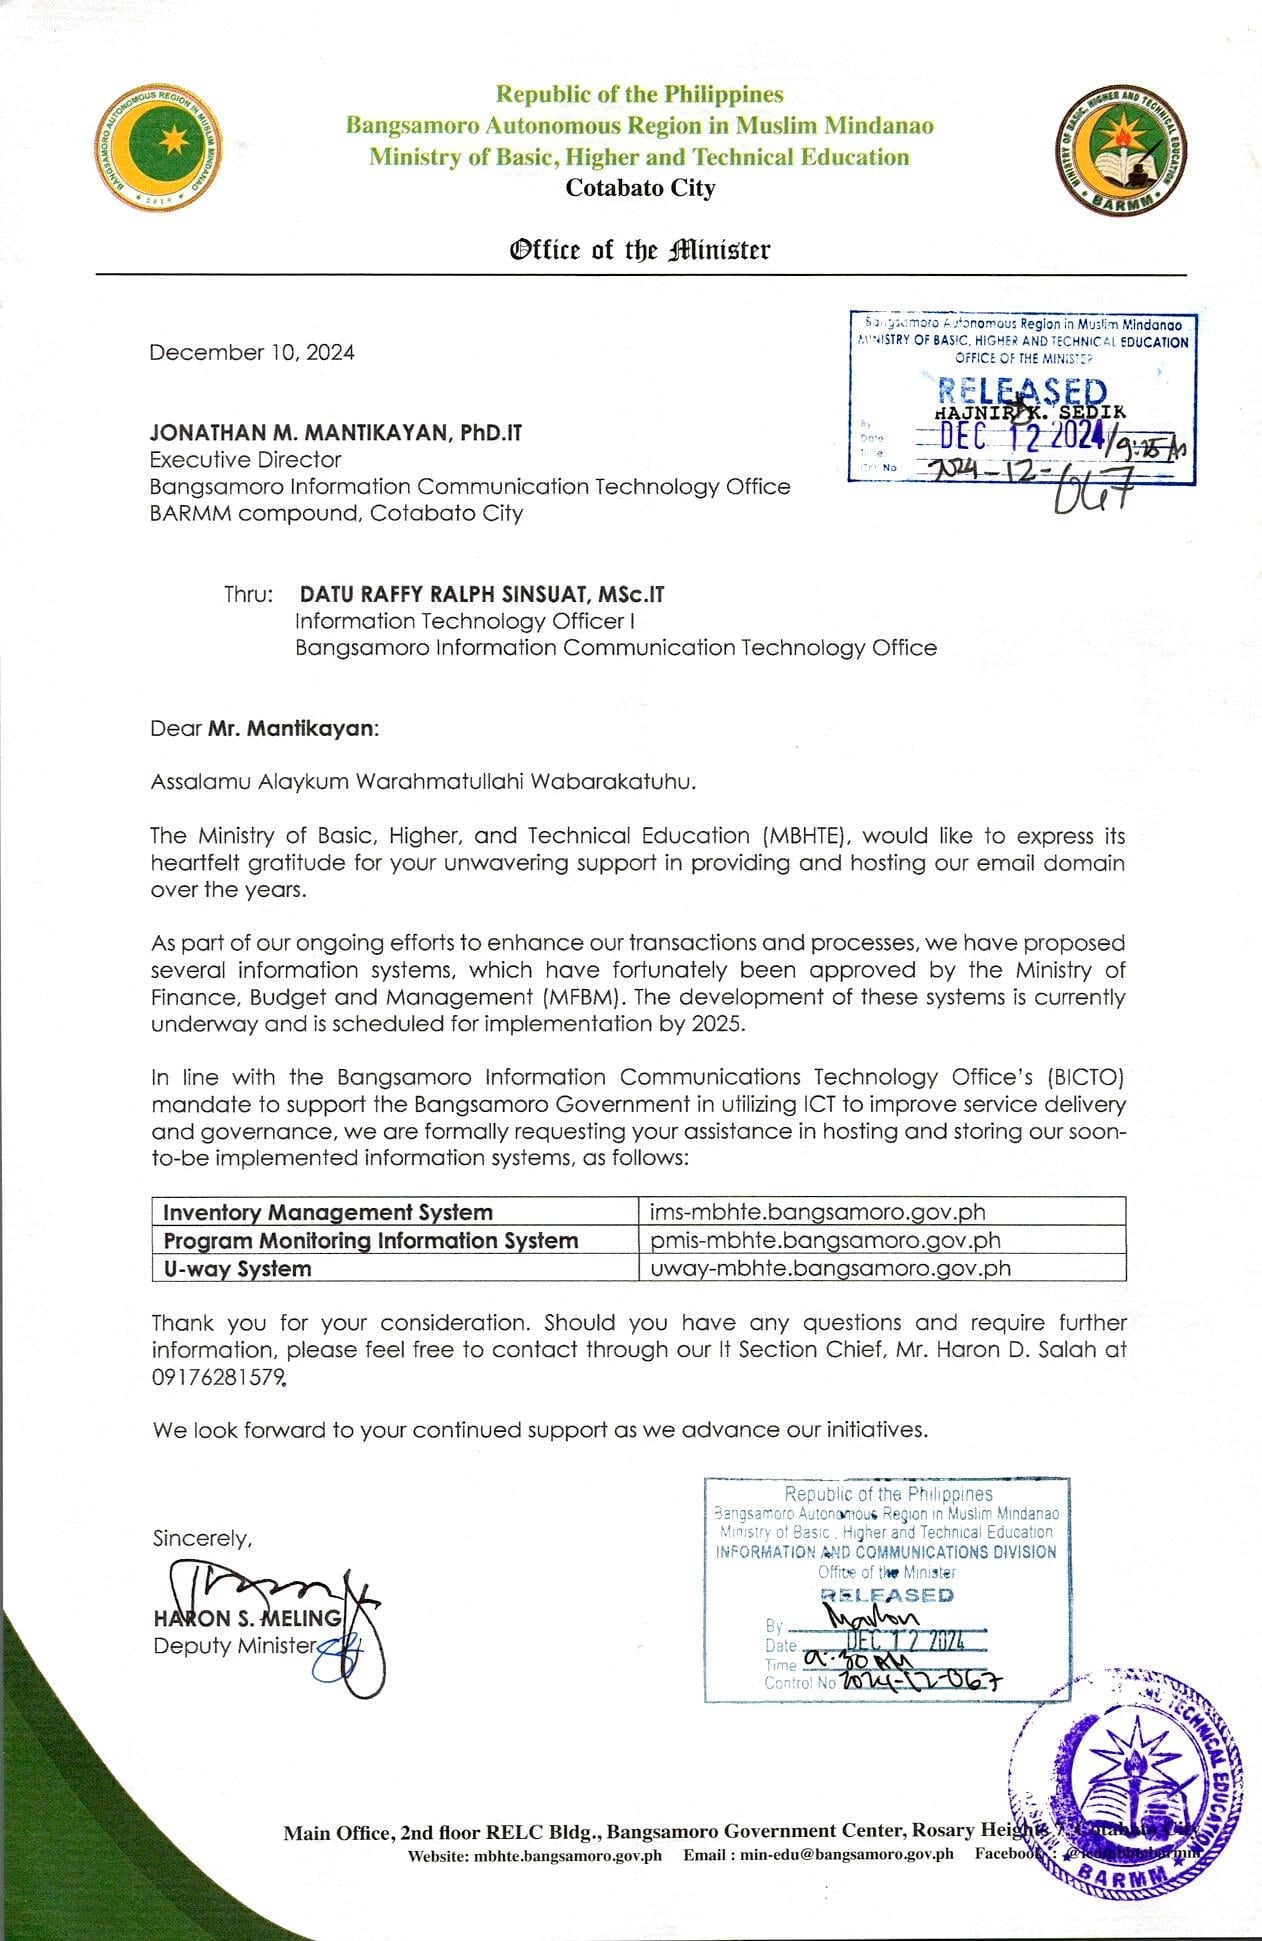 Republic of the Philippines
Bangsamoro Autonomous Region in Muslim Mindanao
Ministry of Basic, Higher and Technical Education
Cotabato City
Office of the Minister
BANGSAMORO AUTONOMOUS REGION IN MUSLIM MINDANAO
2019
MINISTRY OF BASIC, HIGHER AND TECHNICAL EDUCATION
BARMM
Bangsamoro Autonomous Region in Muslim Mindanao
MINISTRY OF BASIC, HIGHER AND TECHNICAL EDUCATION
OFFICE OF THE MINISTER
RELEASED
HAJNIR K. SEDIK
By
Date DEC 12 2024/9:25 AM
Time
Ctrl No 2024-12-067
December 10, 2024
JONATHAN M. MANTIKAYAN, PhD.IT
Executive Director
Bangsamoro Information Communication Technology Office
BARMM compound, Cotabato City
Thru: DATU RAFFY RALPH SINSUAT, MSc.IT
Information Technology Officer I
Bangsamoro Information Communication Technology Office
Dear Mr. Mantikayan:
Assalamu Alaykum Warahmatullahi Wabarakatuhu.
The Ministry of Basic, Higher, and Technical Education (MBHTE), would like to express its
heartfelt gratitude for your unwavering support in providing and hosting our email domain
over the years.
As part of our ongoing efforts to enhance our transactions and processes, we have proposed
several information systems, which have fortunately been approved by the Ministry of
Finance, Budget and Management (MFBM). The development of these systems is currently
underway and is scheduled for implementation by 2025.
In line with the Bangsamoro Information Communications Technology Office's (BICTO)
mandate to support the Bangsamoro Government in utilizing ICT to improve service delivery
and governance, we are formally requesting your assistance in hosting and storing our soon-
to-be implemented information systems, as follows:
Inventory Management System ims-mbhte.bangsamoro.gov.ph
Program Monitoring Information System pmis-mbhte.bangsamoro.gov.ph
U-way System uway-mbhte.bangsamoro.gov.ph
Thank you for your consideration. Should you have any questions and require further
information, please feel free to contact through our It Section Chief, Mr. Haron D. Salah at
09176281579.
We look forward to your continued support as we advance our initiatives.
Sincerely,
HARON S. MELING
Deputy Minister
Republic of the Philippines
Bangsamoro Autonomous Region in Muslim Mindanao
Ministry of Basic, Higher and Technical Education
INFORMATION AND COMMUNICATIONS DIVISION
Office of the Minister
RELEASED
By
Date DEC 12 2024
Time 9:30 AM
Control No 2024-12-067
TECHNICAL EDUCATION
BARMM
Main Office, 2nd floor RELC Bldg., Bangsamoro Government Center, Rosary Heights 7, Cotabato City
Website: mbhte.bangsamoro.gov.ph Email : min-edu@bangsamoro.gov.ph Facebook :